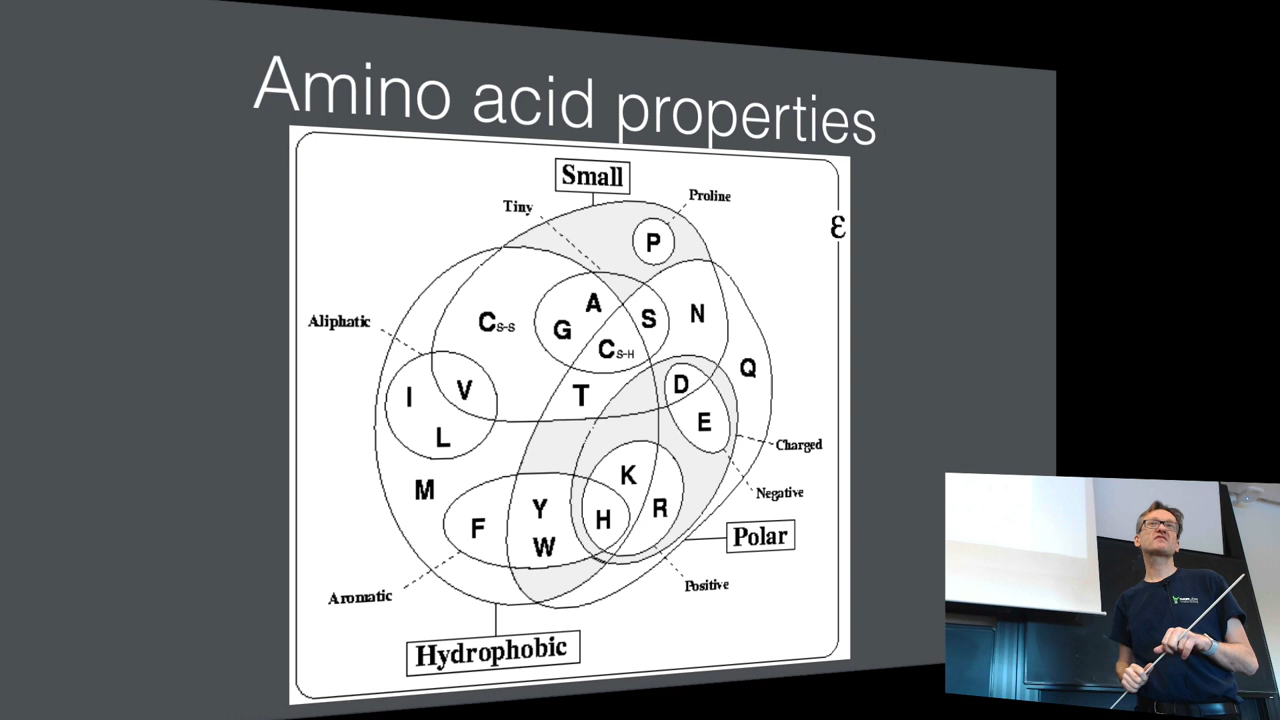 Amino acid properties
Small
Tiny
Proline
P
ε
A
S
N
Aliphatic
C S-S
G
C S-H
Q
I
V
T
D
L
E
Charged
M
K
Negative
F
Y
H
R
W
Polar
Aromatic
Positive
Hydrophobic